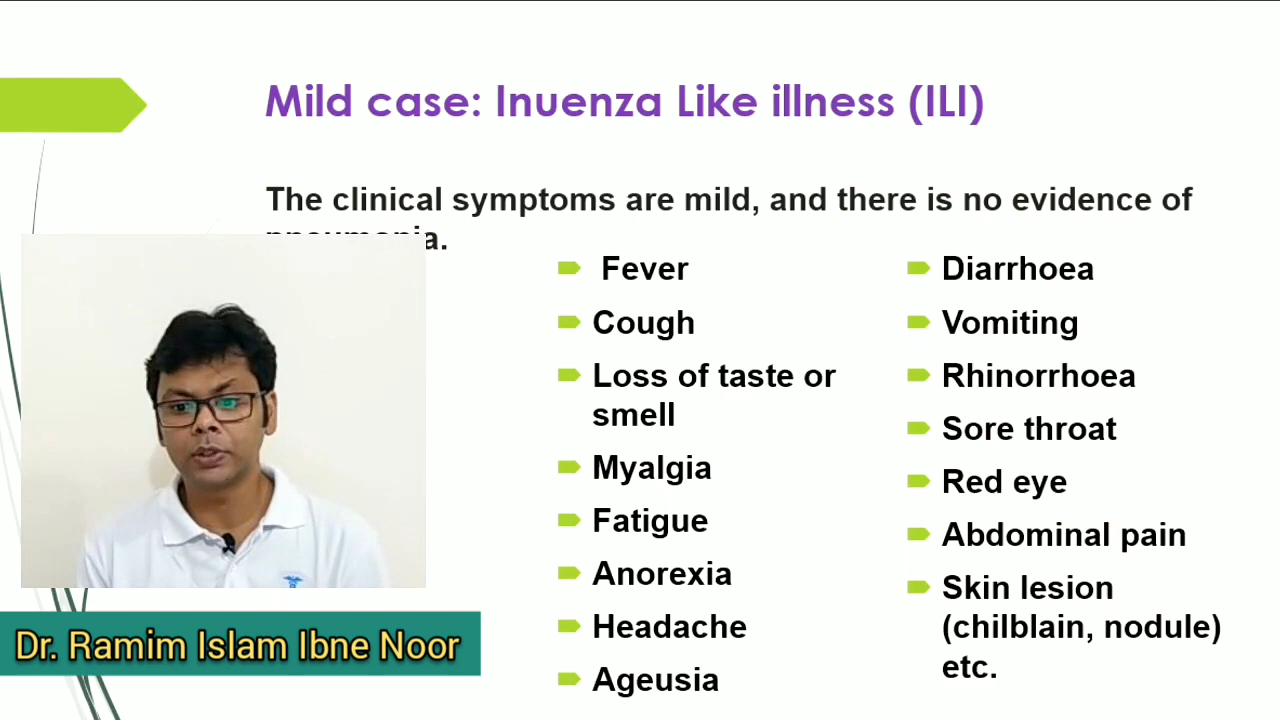 Mild case: Inuenza Like illness (ILI)
The clinical symptoms are mild, and there is no evidence of
Fever
Cough
Loss of taste or
smell
Myalgia
Fatigue
Anorexia
Headache
Ageusia
Diarrhoea
Vomiting
Rhinorrhoea
Sore throat
Red eye
Abdominal pain
Skin lesion
(chilblain, nodule)
etc.
Dr. Ramim Islam Ibne Noor